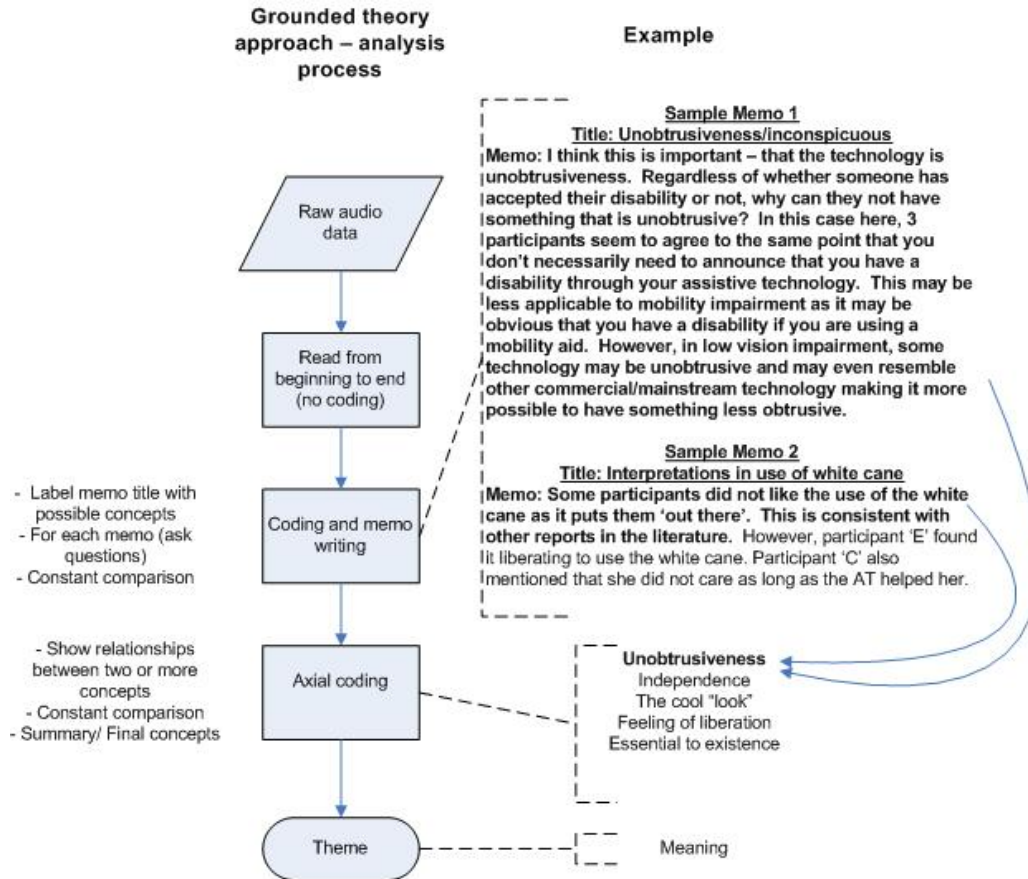 Grounded theory
approach – analysis
process
Example
Raw audio
data
Read from
beginning to end
(no coding)
- Label memo title with
possible concepts
- For each memo (ask
questions)
- Constant comparison
Coding and memo
writing
- Show relationships
between two or more
concepts
- Constant comparison
- Summary/ Final concepts
Axial coding
Theme
Sample Memo 1
Title: Unobtrusiveness/inconspicuous
Memo: I think this is important – that the technology is
unobtrusiveness. Regardless of whether someone has
accepted their disability or not, why can they not have
something that is unobtrusive? In this case here, 3
participants seem to agree to the same point that you
don’t necessarily need to announce that you have a
disability through your assistive technology. This may be
less applicable to mobility impairment as it may be
obvious that you have a disability if you are using a
mobility aid. However, in low vision impairment, some
technology may be unobtrusive and may even resemble
other commercial/mainstream technology making it more
possible to have something less obtrusive.
Sample Memo 2
Title: Interpretations in use of white cane
Memo: Some participants did not like the use of the white
cane as it puts them ‘out there’. This is consistent with
other reports in the literature. However, participant ‘E’ found
it liberating to use the white cane. Participant ‘C’ also
mentioned that she did not care as long as the AT helped her.
Unobtrusiveness
Independence
The cool “look”
Feeling of liberation
Essential to existence
Meaning